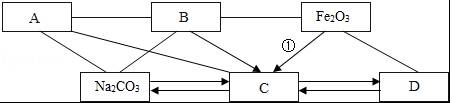 A B Fe₂O₃
①
Na₂CO₃ C D